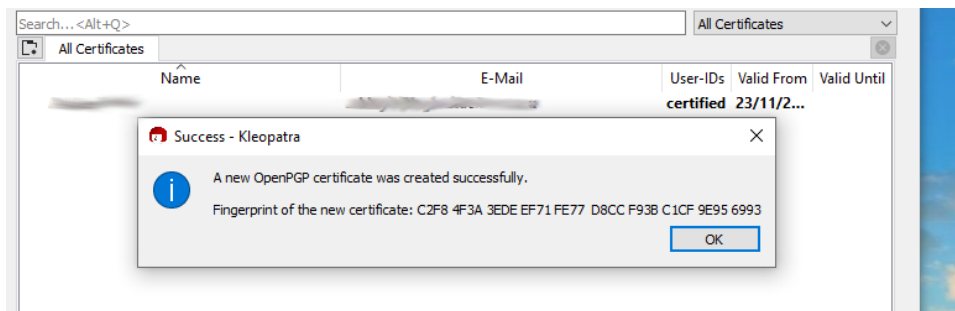 Search...<Alt+Q>
All Certificates
All Certificates
Name E-Mail User-IDs Valid From Valid Until
certified 23/11/2...
Success - Kleopatra
A new OpenPGP certificate was created successfully.
Fingerprint of the new certificate: C2F8 4F3A 3EDE EF71 FE77 D8CC F93B C1CF 9E95 6993
OK